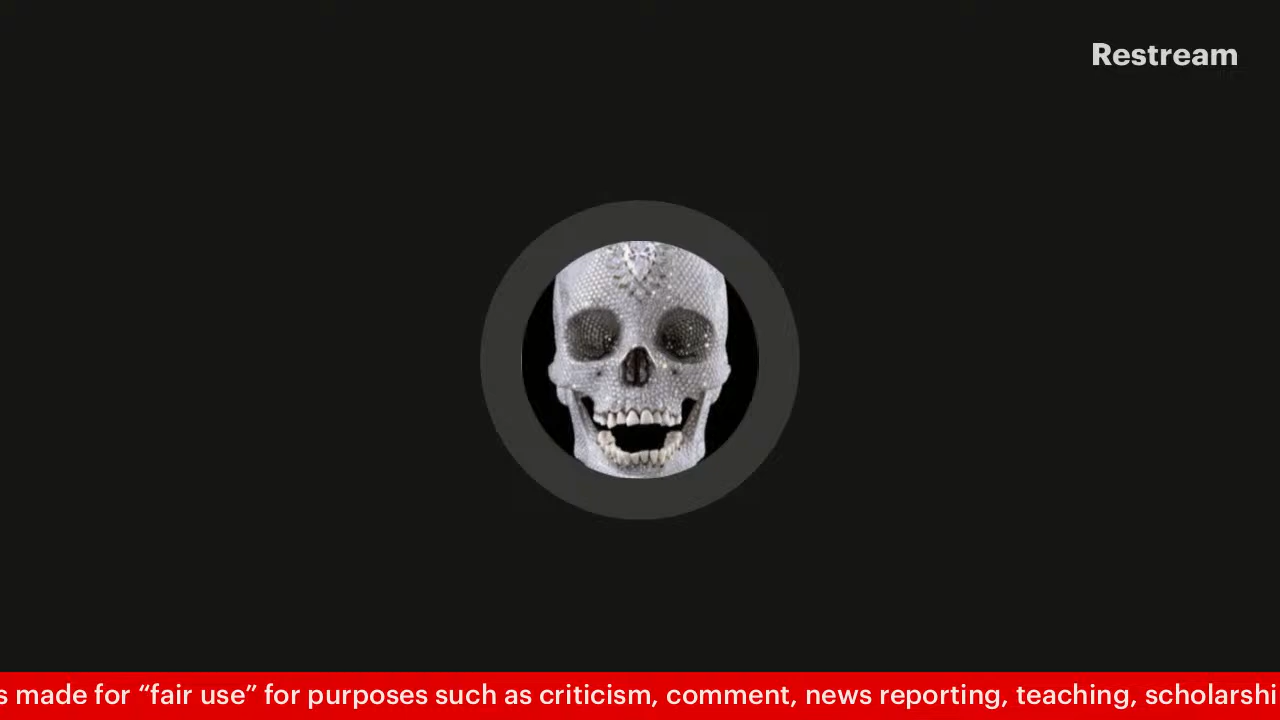 Restream
s made for “fair use” for purposes such as criticism, comment, news reporting, teaching, scholarshi